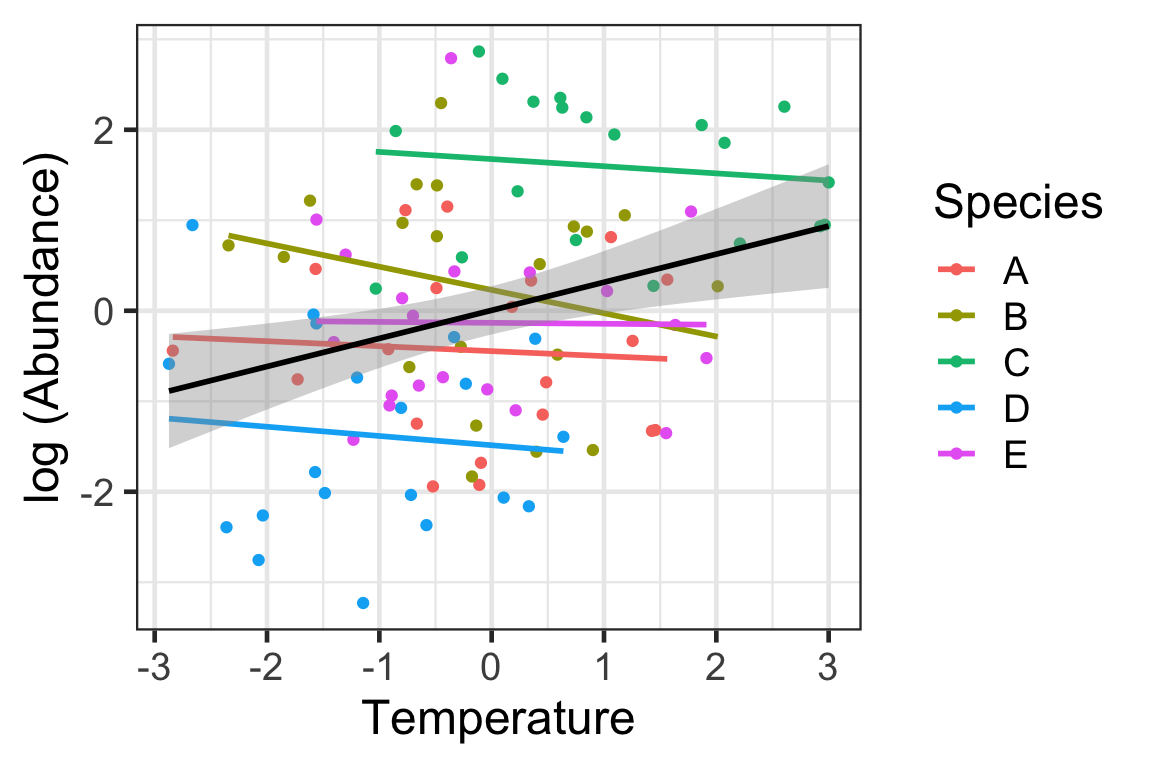 log (Abundance)
2
0
-2
-3 -2 -1 0 1 2 3
Temperature
Species
A
B
C
D
E